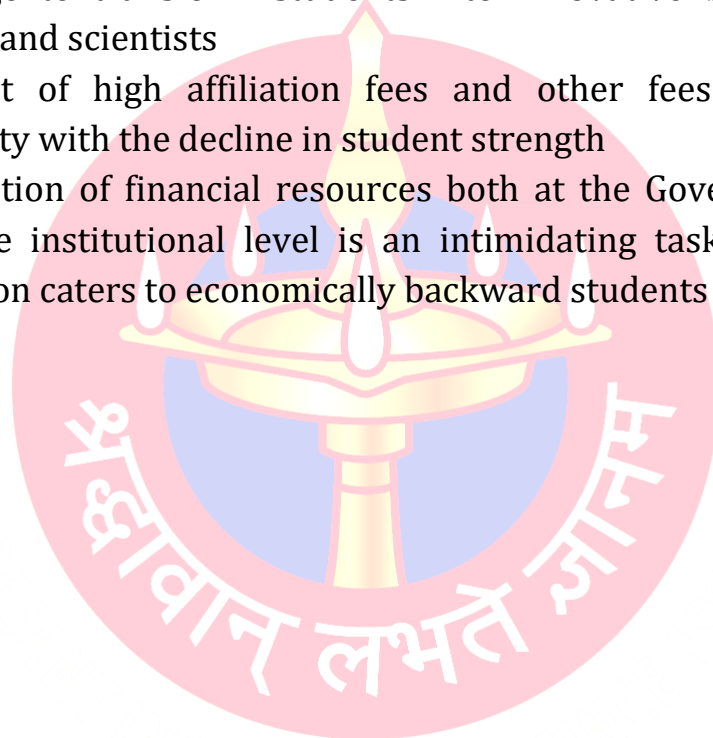 and scientists
t of high affiliation fees and other fees
ty with the decline in student strength
tion of financial resources both at the Gove
e institutional level is an intimidating task
on caters to economically backward students
श्रद्धावान् लभते ज्ञानम